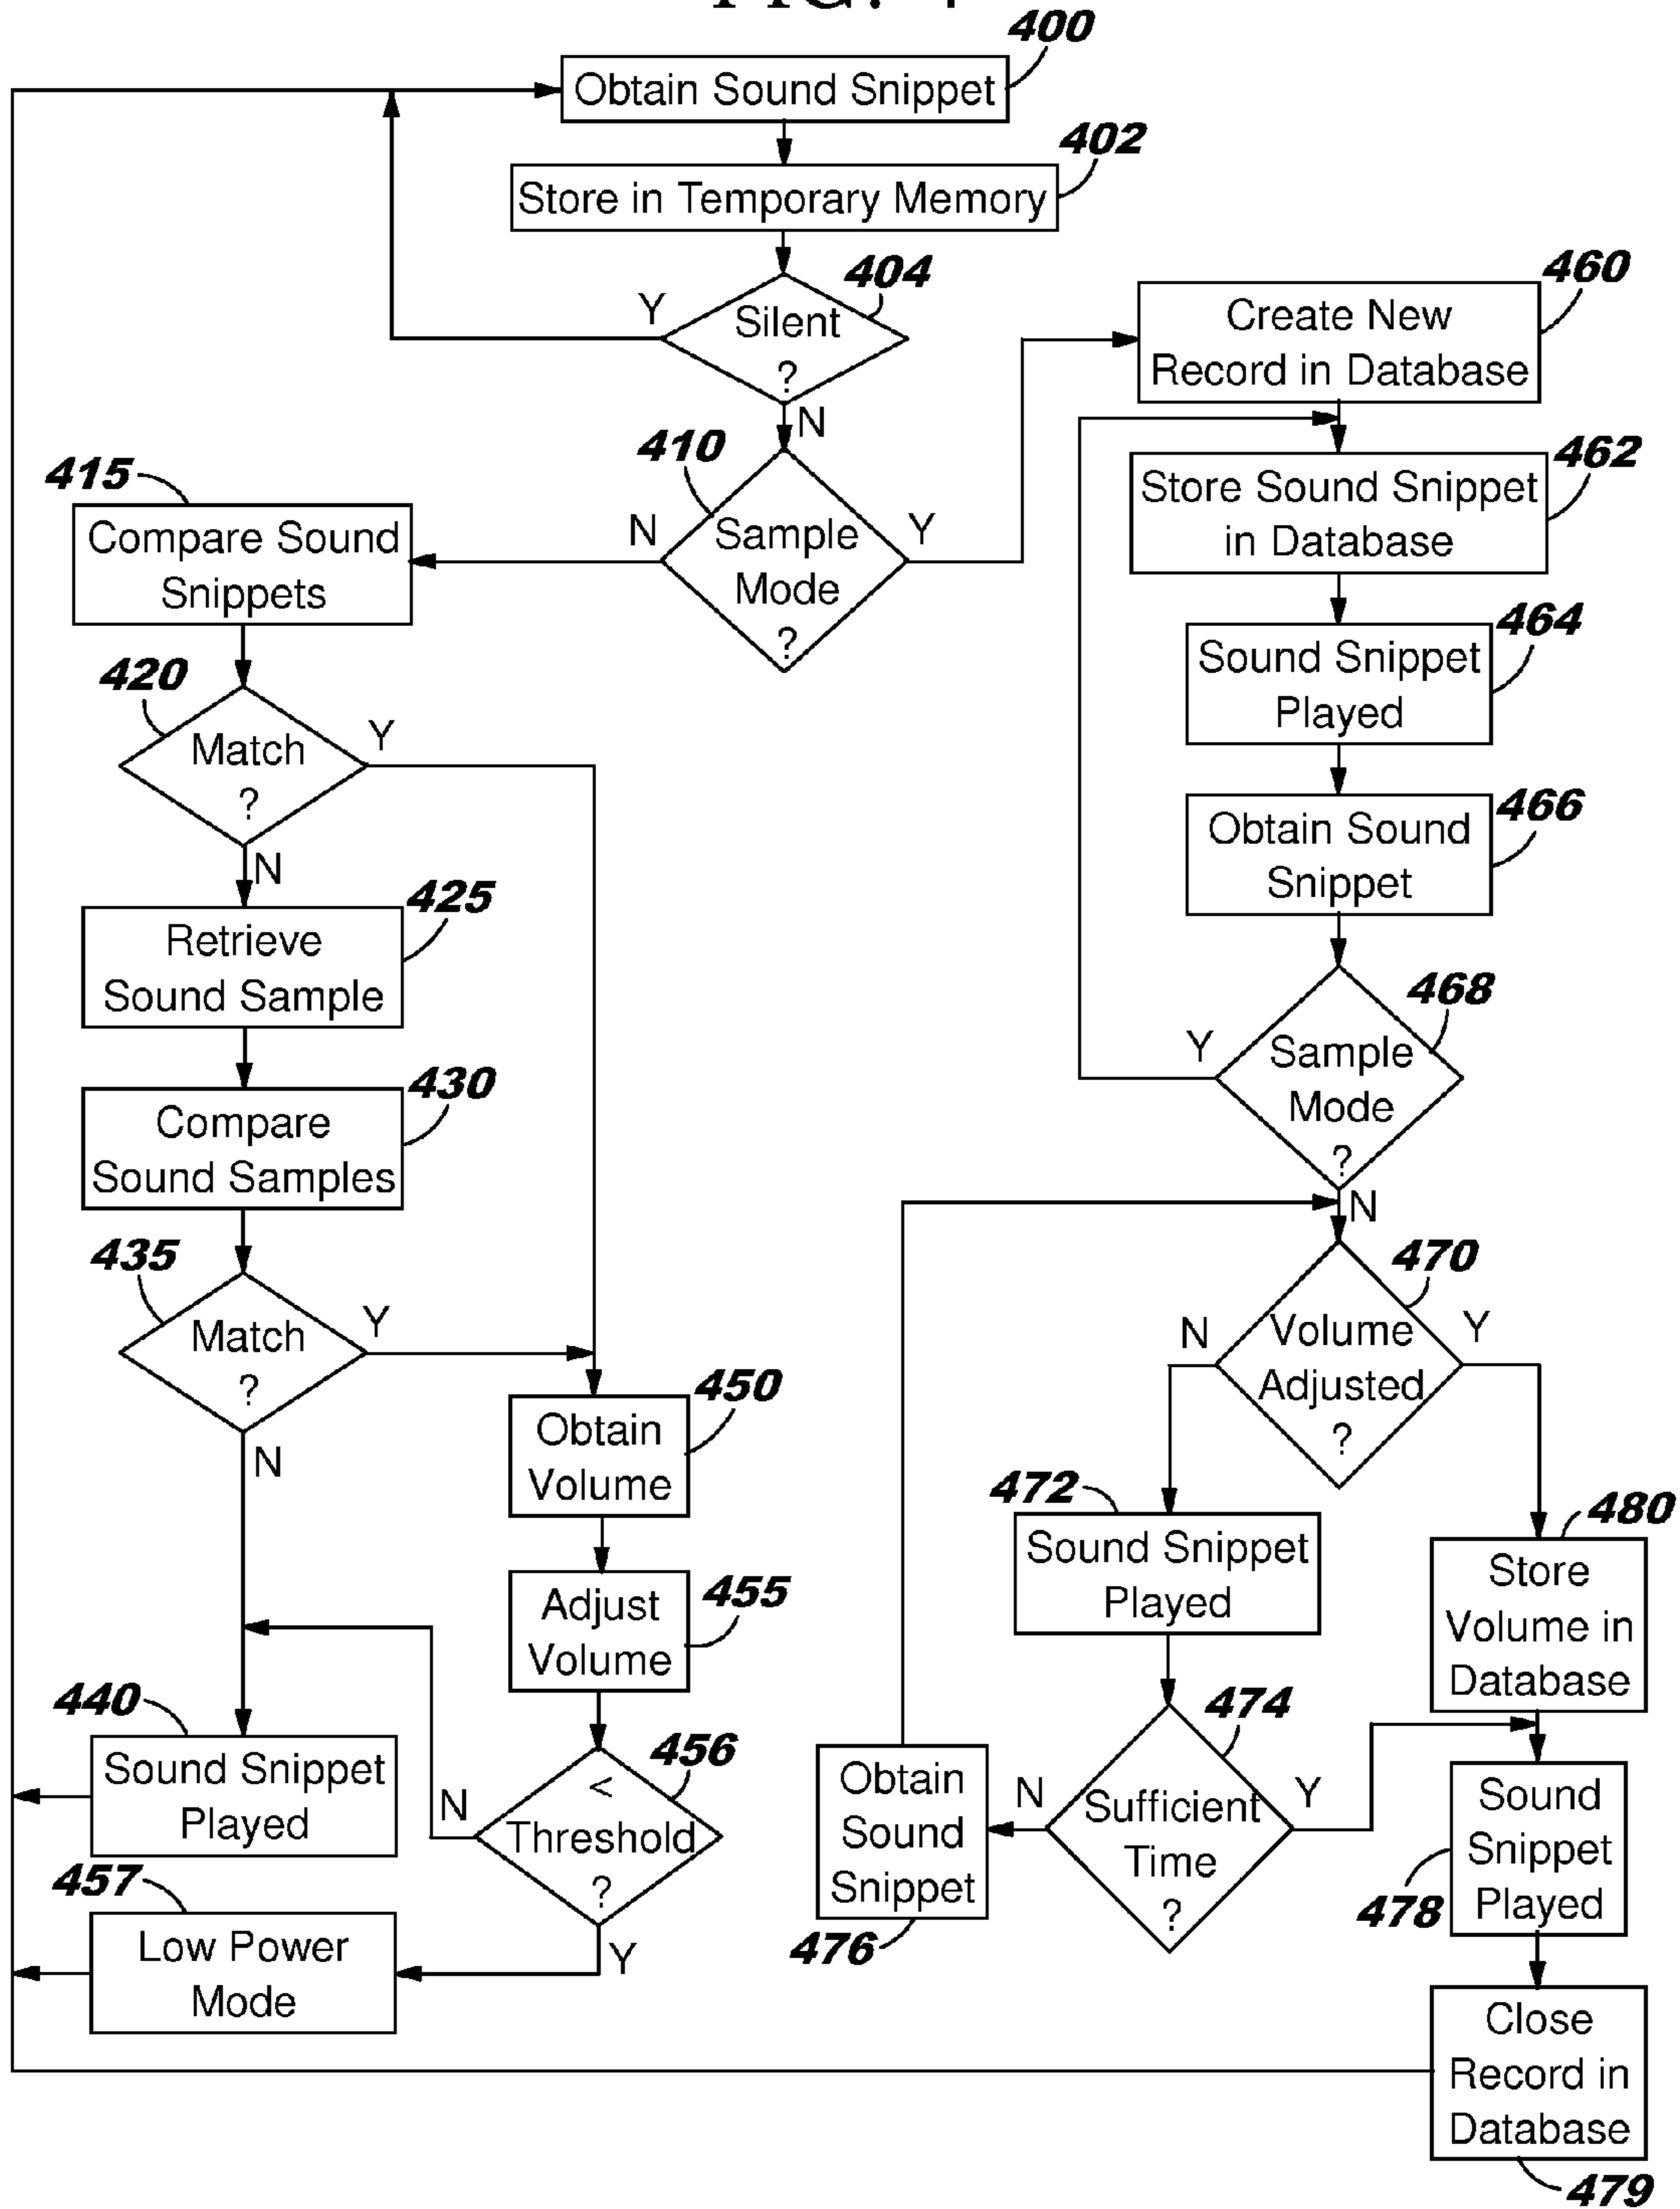 FIG. 4
400
Obtain Sound Snippet
402
Store in Temporary Memory
404
Silent
?
Y
N
410
Sample
Mode
?
N
Y
415
Compare Sound
Snippets
420
Match
?
Y
N
425
Retrieve
Sound Sample
430
Compare
Sound Samples
435
Match
?
Y
N
450
Obtain
Volume
455
Adjust
Volume
456
<
Threshold
?
N
Y
440
Sound Snippet
Played
457
Low Power
Mode
460
Create New
Record in Database
462
Store Sound Snippet
in Database
464
Sound Snippet
Played
466
Obtain Sound
Snippet
468
Sample
Mode
?
Y
N
470
Volume
Adjusted
?
N
Y
472
Sound Snippet
Played
474
Sufficient
Time
?
N
Y
476
Obtain
Sound
Snippet
480
Store
Volume in
Database
478
Sound
Snippet
Played
Close
Record in
Database
479